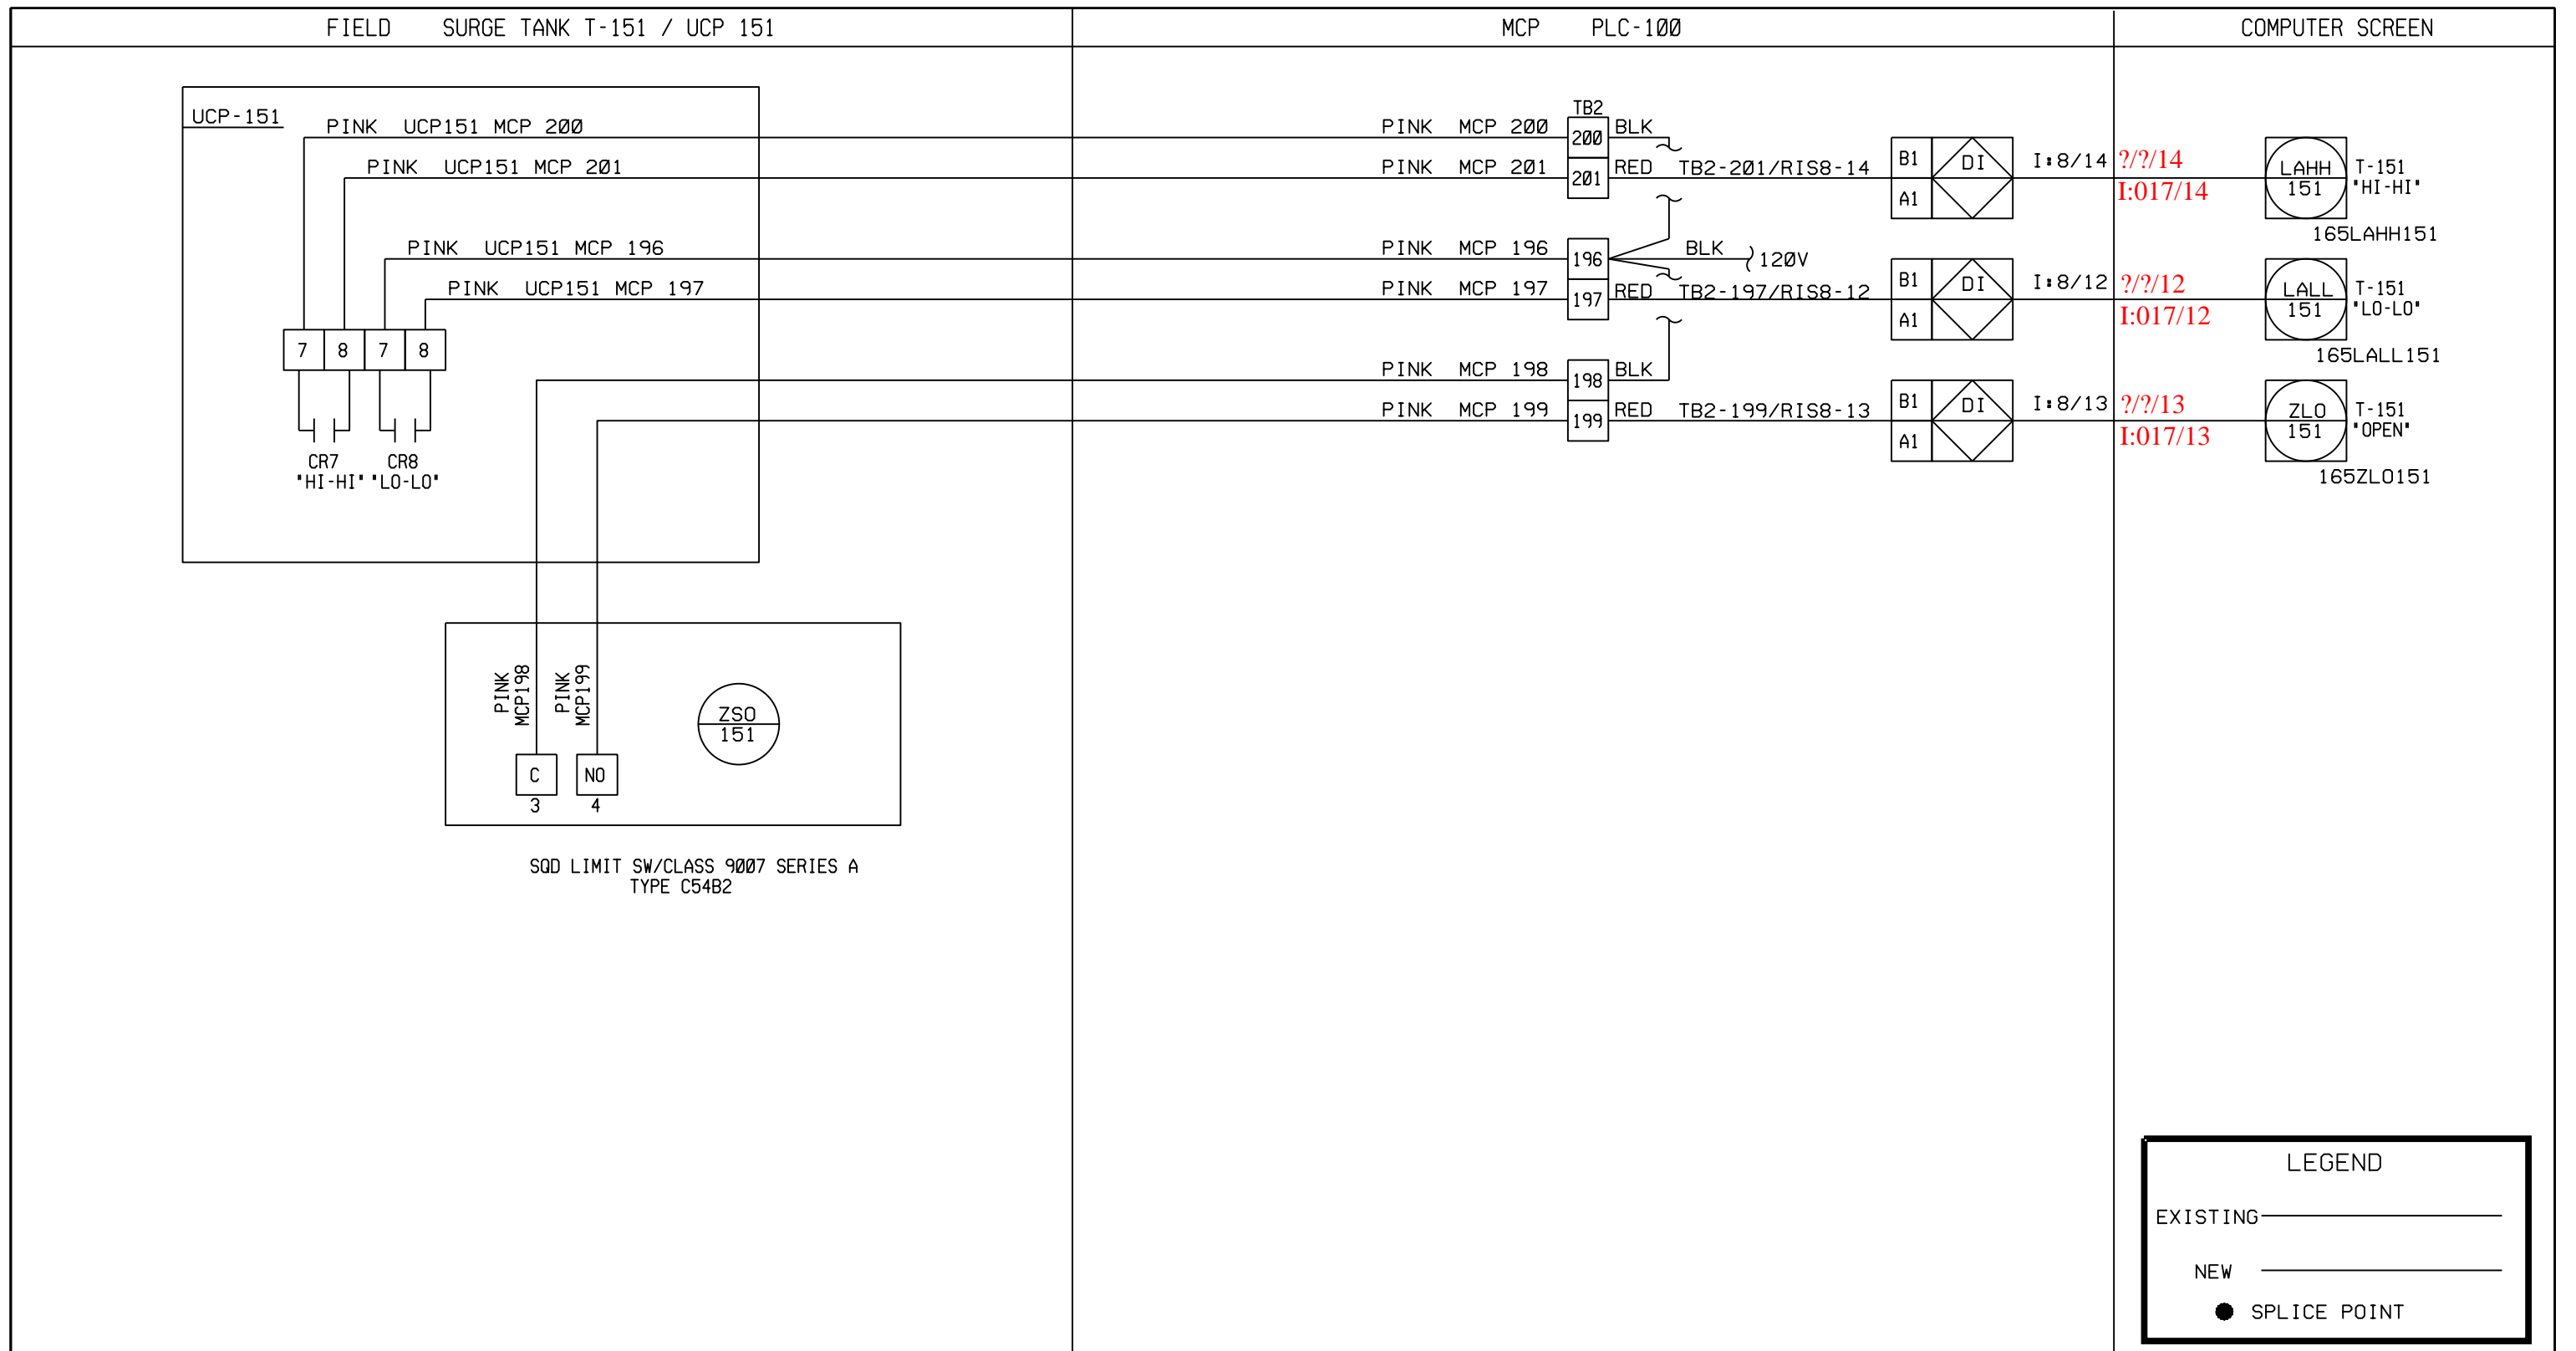 FIELD SURGE TANK T-151 / UCP 151
MCP PLC-100
COMPUTER SCREEN
UCP-151
PINK UCP151 MCP 200
PINK UCP151 MCP 201
PINK UCP151 MCP 196
PINK UCP151 MCP 197
7 8 7 8
CR7
"HI-HI"
CR8
"LO-LO"
PINK
MCP198
PINK
MCP199
C
3
NO
4
ZSO
151
SQD LIMIT SW/CLASS 9007 SERIES A
TYPE C54B2
TB2
PINK MCP 200 200 BLK
PINK MCP 201 201 RED TB2-201/RIS8-14
PINK MCP 196 196 BLK 120V
PINK MCP 197 197 RED TB2-197/RIS8-12
PINK MCP 198 198 BLK
PINK MCP 199 199 RED TB2-199/RIS8-13
B1 DI I:8/14
A1
B1 DI I:8/12
A1
B1 DI I:8/13
A1
?/?/14
I:017/14
LAHH
151
T-151
"HI-HI"
165LAHH151
?/?/12
I:017/12
LALL
151
T-151
"LO-LO"
165LALL151
?/?/13
I:017/13
ZLO
151
T-151
"OPEN"
165ZLO151
LEGEND
EXISTING
NEW
SPLICE POINT